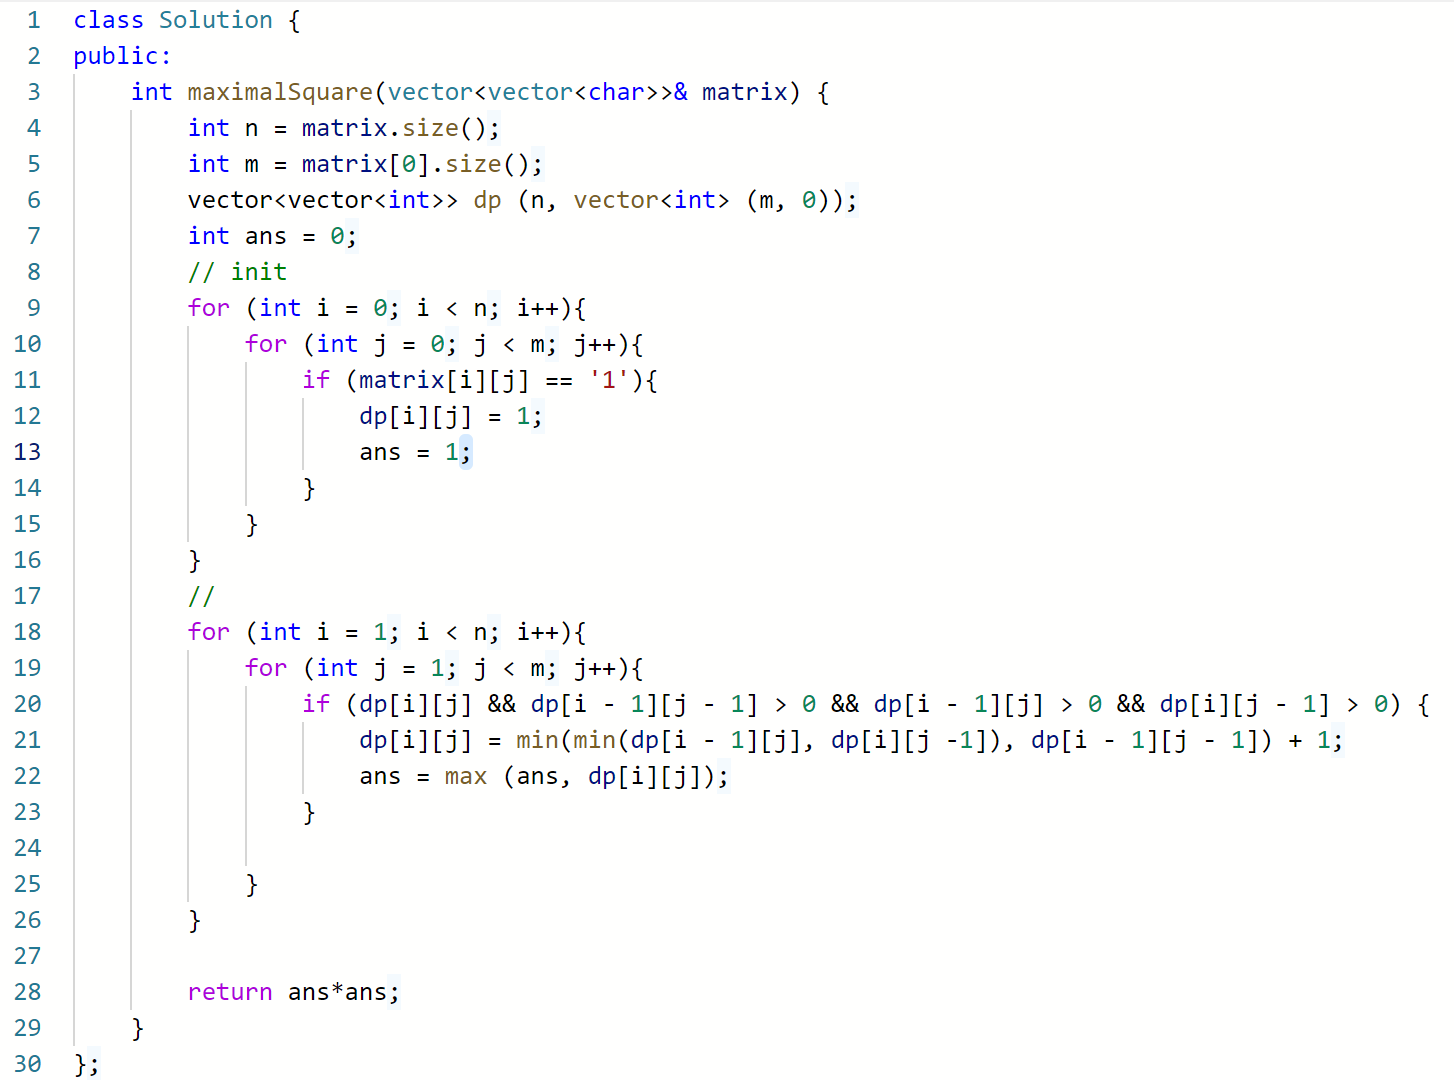 1 class Solution {
2 public:
3     int maximalSquare(vector<vector<char>>& matrix) {
4         int n = matrix.size();
5         int m = matrix[0].size();
6         vector<vector<int>> dp (n, vector<int> (m, 0));
7         int ans = 0;
8         // init
9         for (int i = 0; i < n; i++){
10             for (int j = 0; j < m; j++){
11                 if (matrix[i][j] == '1'){
12                     dp[i][j] = 1;
13                     ans = 1;
14                 }
15             }
16         }
17         //
18         for (int i = 1; i < n; i++){
19             for (int j = 1; j < m; j++){
20                 if (dp[i][j] && dp[i - 1][j - 1] > 0 && dp[i - 1][j] > 0 && dp[i][j - 1] > 0) {
21                     dp[i][j] = min(min(dp[i - 1][j], dp[i][j -1]), dp[i - 1][j - 1]) + 1;
22                     ans = max (ans, dp[i][j]);
23                 }
24
25             }
26         }
27
28         return ans*ans;
29     }
30 };